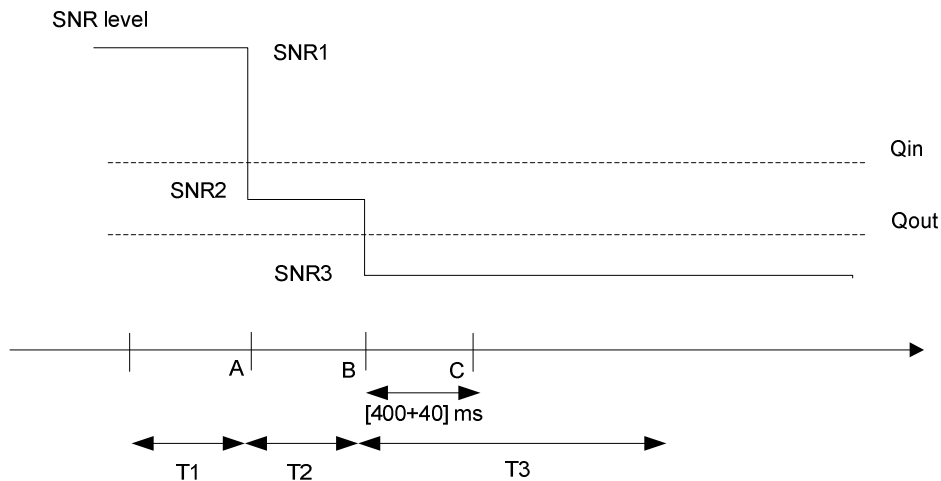 SNR level
SNR1
Qin
SNR2
Qout
SNR3
A
B
C
[400+40] ms
T1
T2
T3